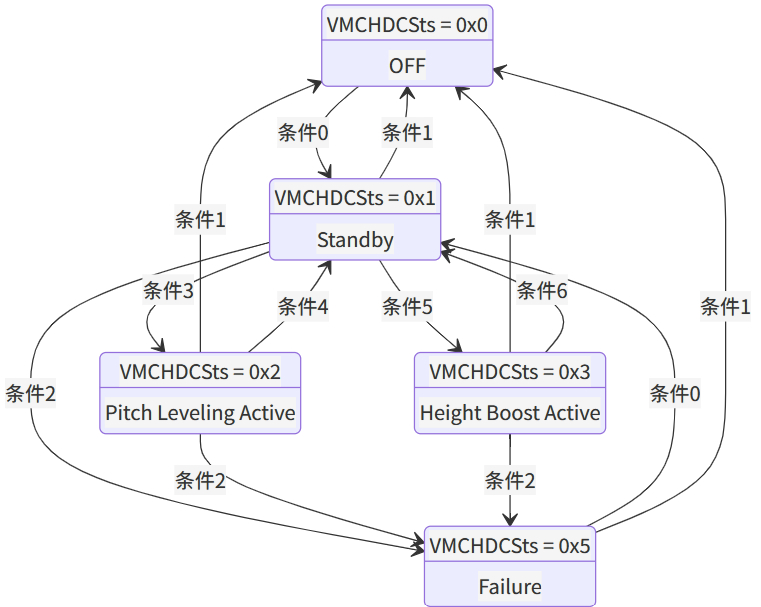 VMCHDCSts = 0x0
OFF
条件0
条件1
VMCHDCSts = 0x1
条件1
条件1
Standby
条件3
条件4
条件5
条件6
条件1
VMCHDCSts = 0x2
VMCHDCSts = 0x3
条件2
条件0
Pitch Leveling Active
Height Boost Active
条件2
条件2
VMCHDCSts = 0x5
Failure